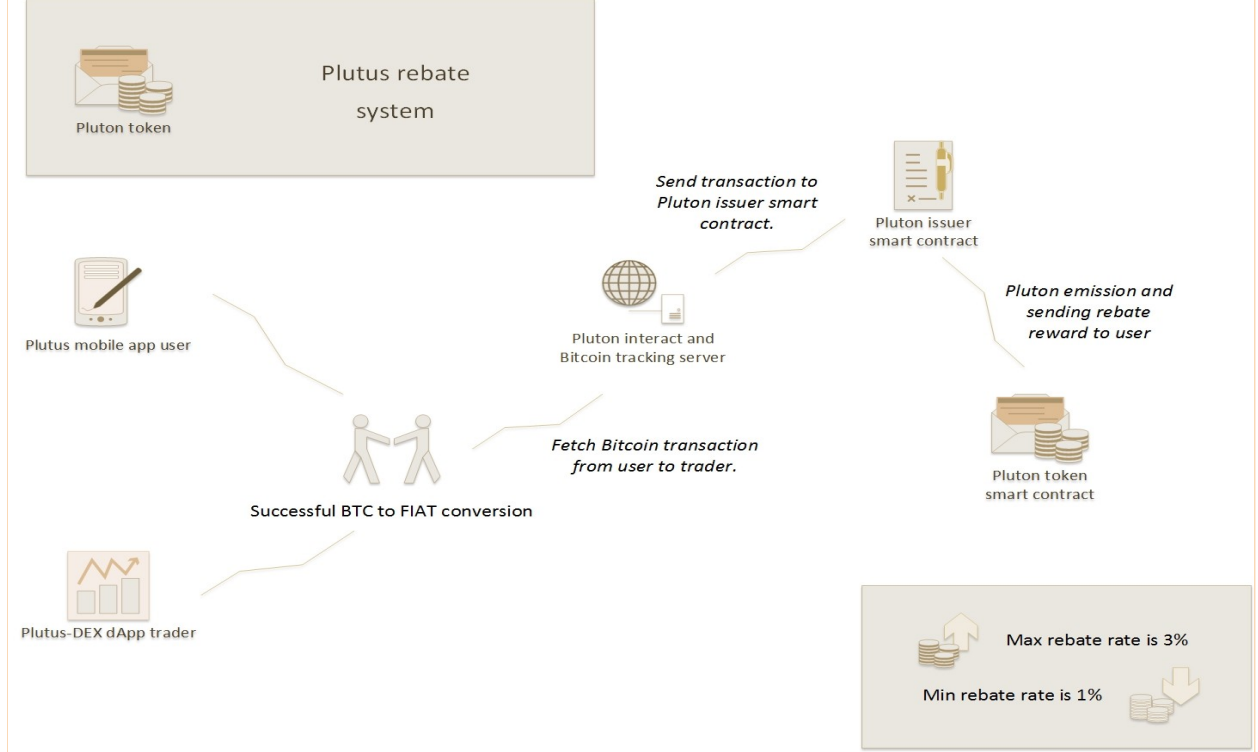 Plutus rebate
system
Pluton token
Send transaction to
Pluton issuer smart
contract.
Pluton issuer
smart contract
Plutus mobile app user
Pluton interact and
Bitcoin tracking server
Pluton emission and
sending rebate
reward to user
Fetch Bitcoin transaction
from user to trader.
Successful BTC to FIAT conversion
Pluton token
smart contract
Plutus-DEX dApp trader
Max rebate rate is 3%
Min rebate rate is 1%